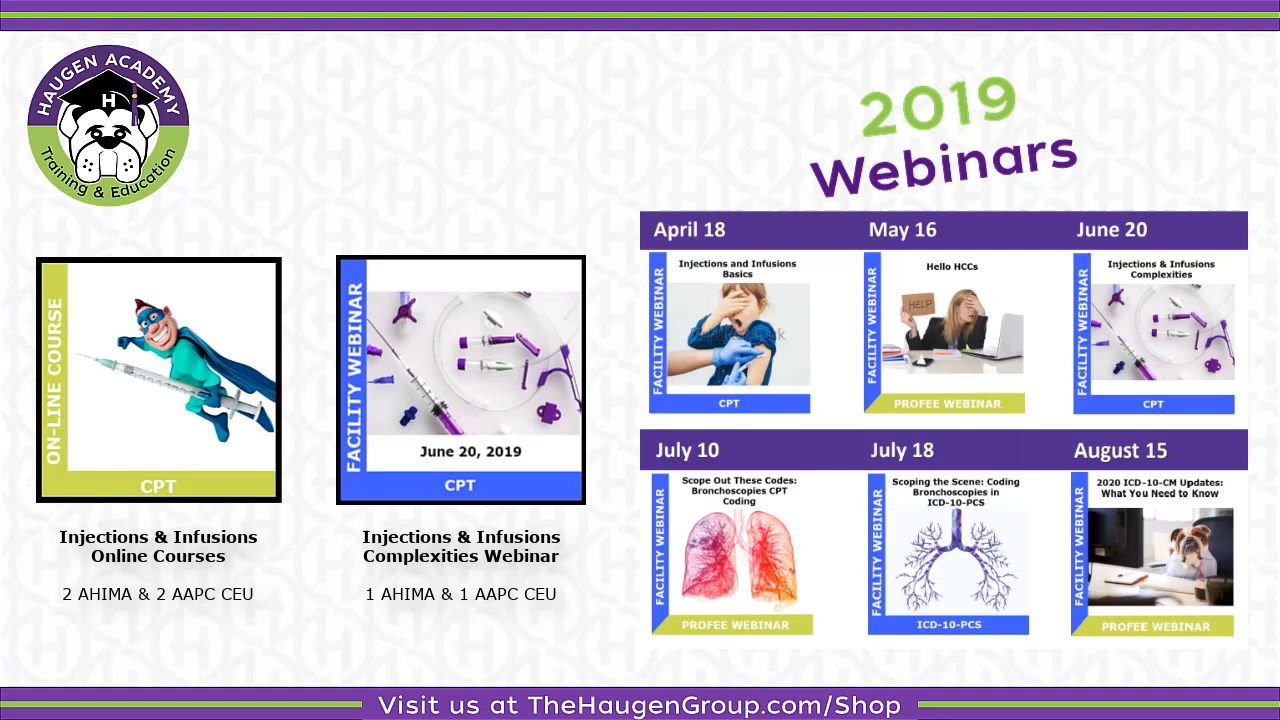 HAUGEN ACADEMY
H
Training & Education
2019
Webinars
ON-LINE COURSE
CPT
Injections & Infusions
Online Courses
2 AHIMA & 2 AAPC CEU
FACILITY WEBINAR
June 20, 2019
CPT
Injections & Infusions
Complexities Webinar
1 AHIMA & 1 AAPC CEU
April 18
May 16
June 20
FACILITY WEBINAR
Injections and Infusions
Basics
CPT
FACILITY WEBINAR
Hello HCCs
HELP
PROFEE WEBINAR
FACILITY WEBINAR
Injections & Infusions
Complexities
CPT
July 10
July 18
August 15
FACILITY WEBINAR
Scope Out These Codes:
Bronchoscopies CPT
Coding
PROFEE WEBINAR
FACILITY WEBINAR
Scoping the Scene: Coding
Bronchoscopies in
ICD-10-PCS
ICD-10-PCS
FACILITY WEBINAR
2020 ICD-10-CM Updates:
What You Need to Know
PROFEE WEBINAR
Visit us at TheHaugenGroup.com/Shop